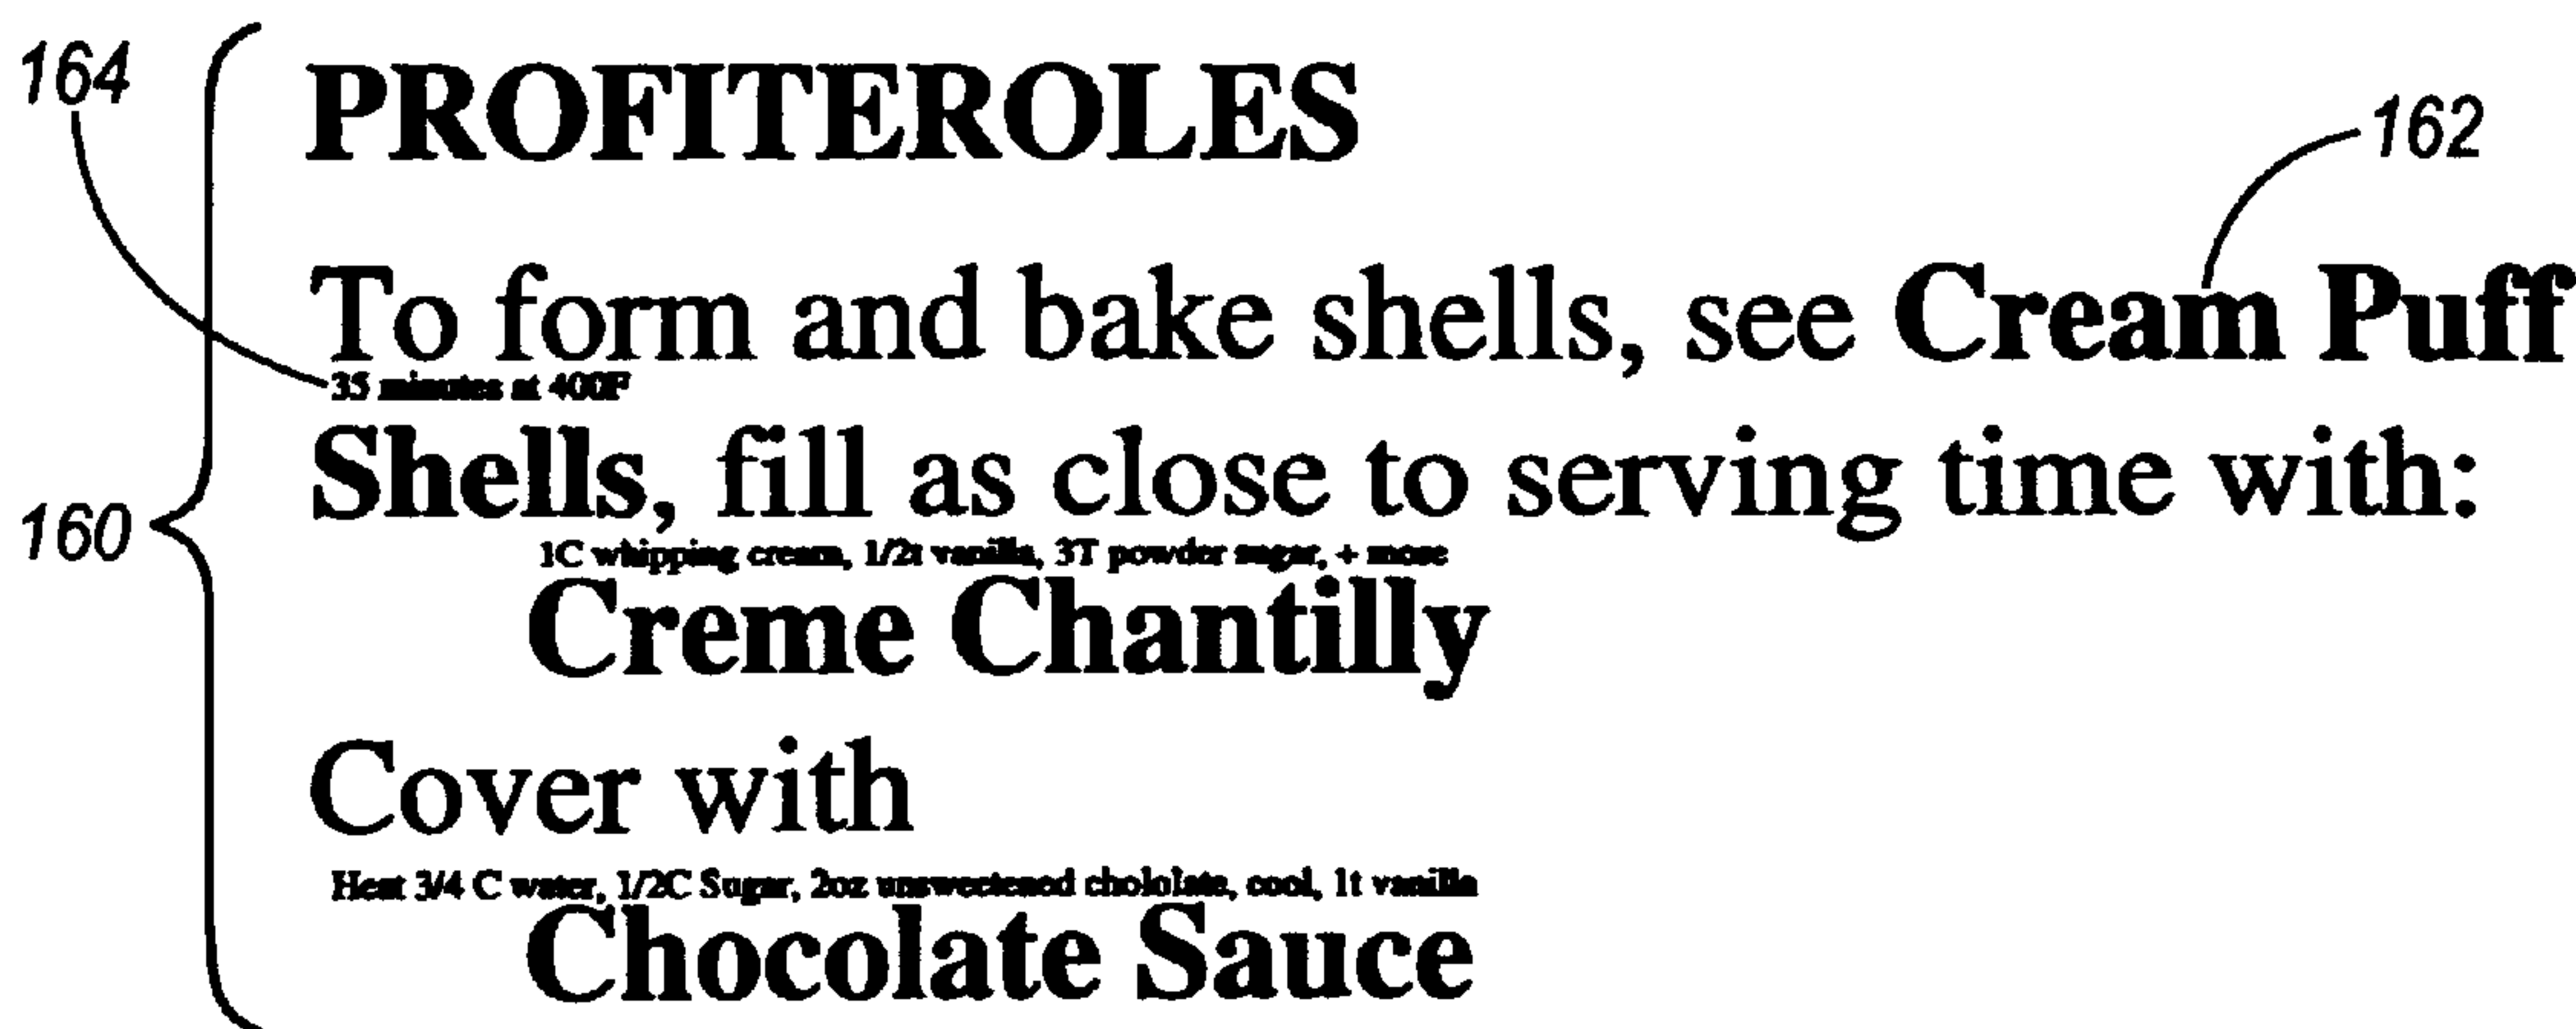 164
PROFITEROLES
162
To form and bake shells, see Cream Puff
35 minutes at 400F
Shells, fill as close to serving time with:
160
1C whipping cream, 1/2t vanilla, 3T powder sugar, + more
Creme Chantilly
Cover with
Heat 3/4 C water, 1/2C Sugar, 2oz unsweetened chololate, cool, 1t vanilla
Chocolate Sauce